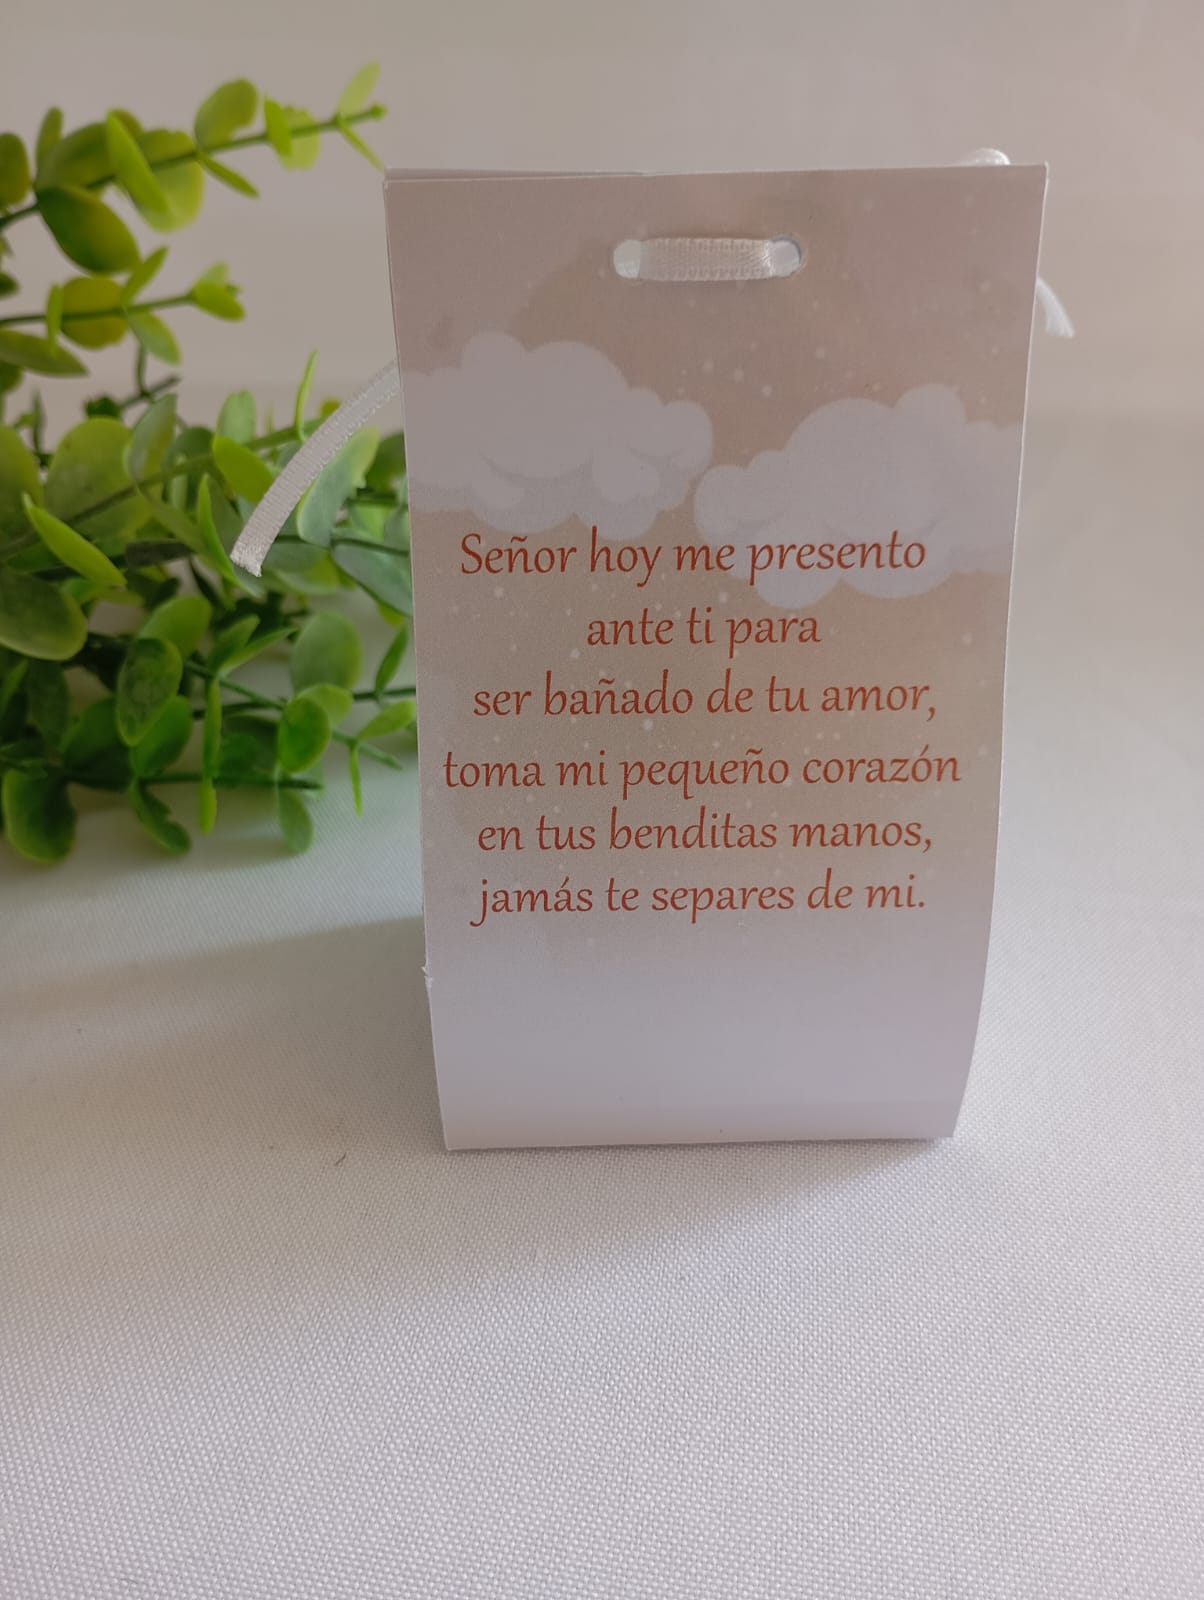 Señor hoy me presento
ante ti para
ser bañado de tu amor,
toma mi pequeño corazón
en tus benditas manos,
jamás te separes de mi.